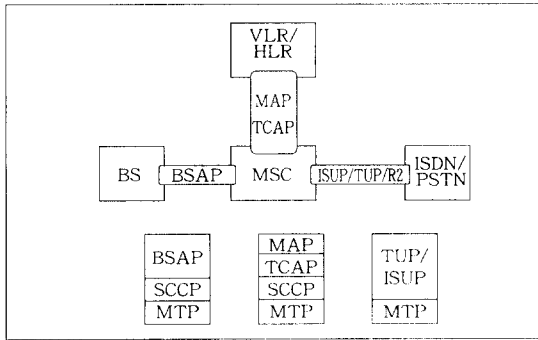 VLR/
HLR
MAP
TCAP
BS
BSAP
MSC
ISUP/TUP/R2
ISDN/
PSTN
BSAP
SCCP
MTP
MAP
TCAP
SCCP
MTP
TUP/
ISUP
MTP